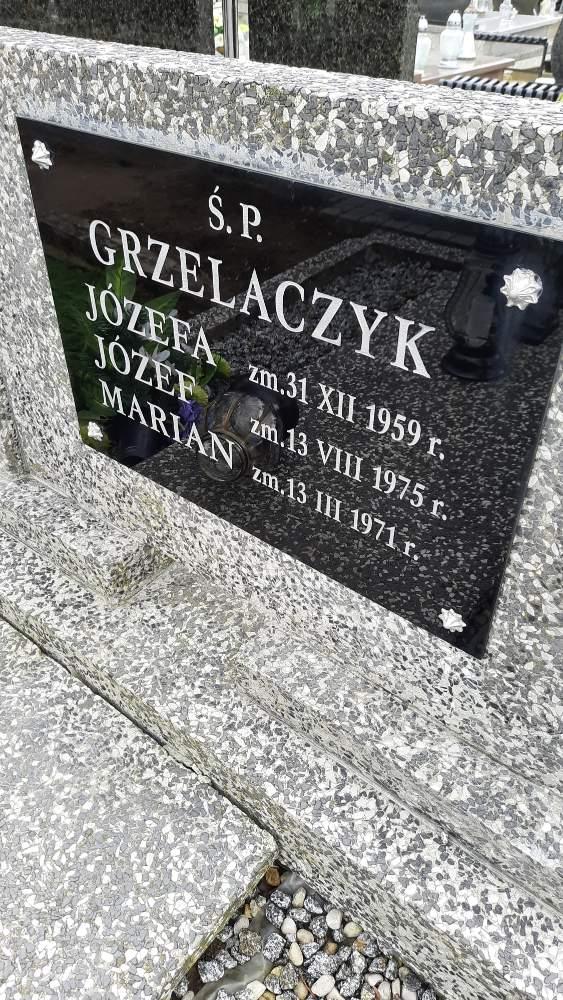 Ś.P.
GRZELACZYK
JÓZEFA zm.31 XII 1959 r.
JÓZEF zm.13 VIII 1975 r.
MARIAN zm.13 III 1971 r.